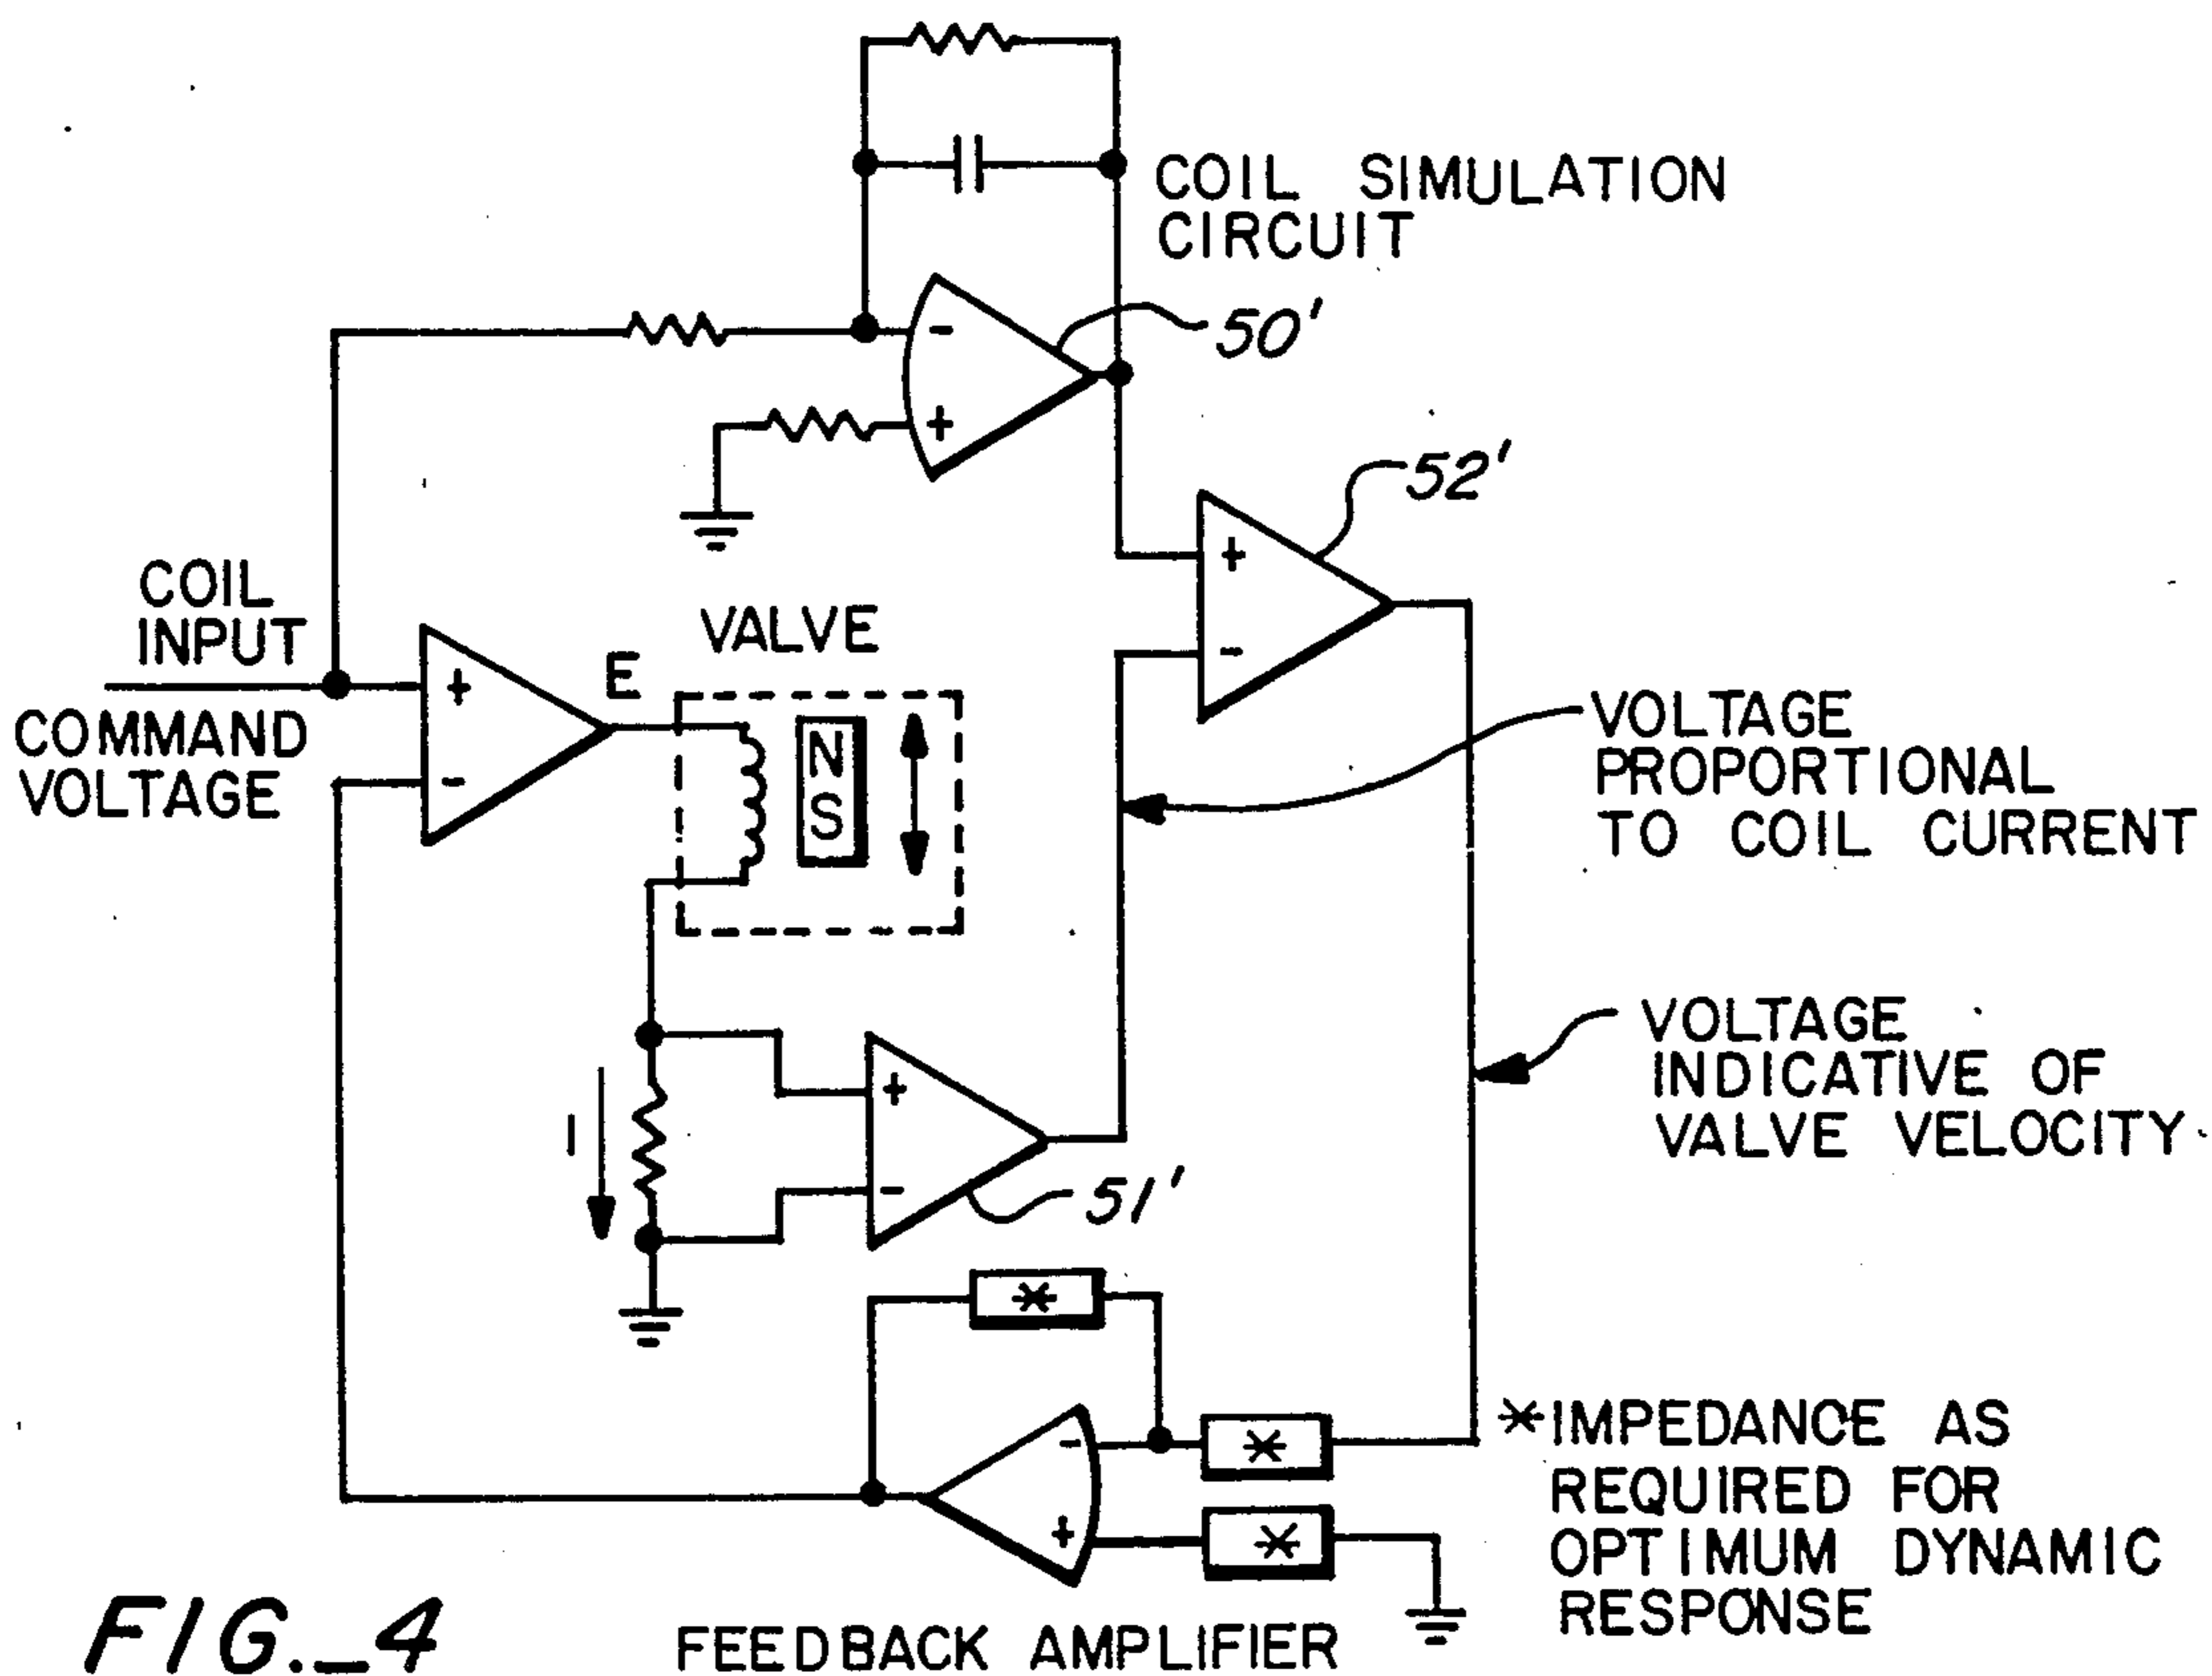 COIL SIMULATION
CIRCUIT
-
50'
+
52'
COIL
INPUT
+
-
COMMAND
VOLTAGE
+
-
E
VALVE
N
S
VOLTAGE
PROPORTIONAL
TO COIL CURRENT
VOLTAGE
INDICATIVE OF
VALVE VELOCITY
I
+
-
51'
*
-
*
+
*
*IMPEDANCE AS
REQUIRED FOR
OPTIMUM DYNAMIC
RESPONSE
FEEDBACK AMPLIFIER
FIG._4